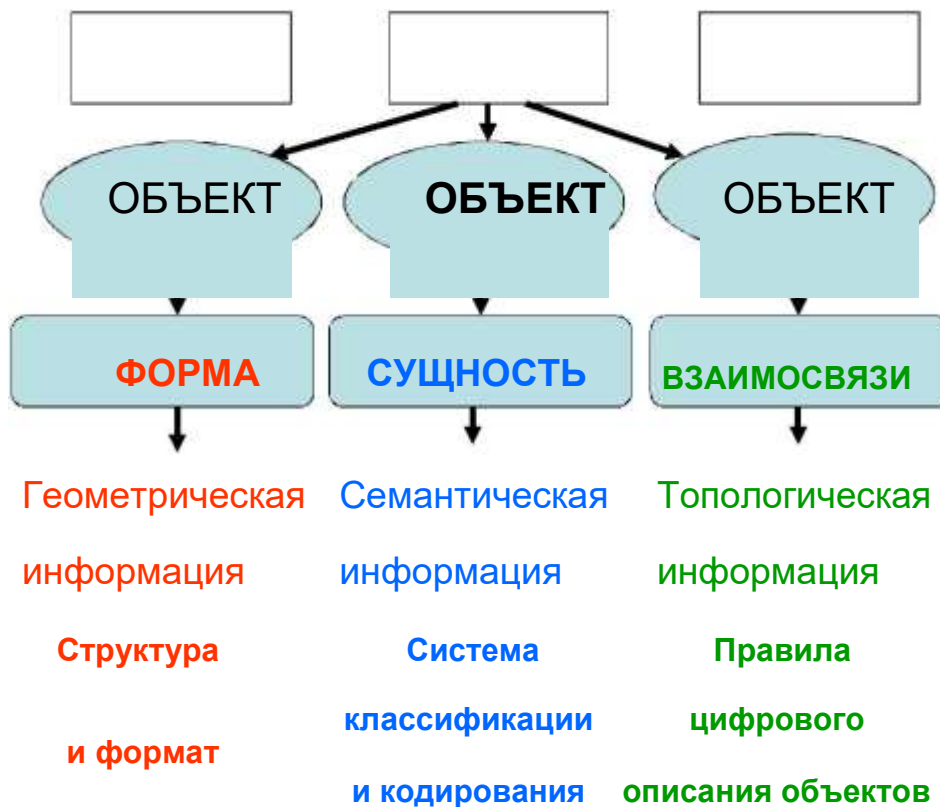 ОБЪЕКТ
ОБЪЕКТ
ОБЪЕКТ
ФОРМА
СУЩНОСТЬ
ВЗАИМОСВЯЗИ
Геометрическая
информация
Семантическая
информация
Топологическая
информация
Структура
и формат
Система
классификации
и кодирования
Правила
цифрового
описания объектов